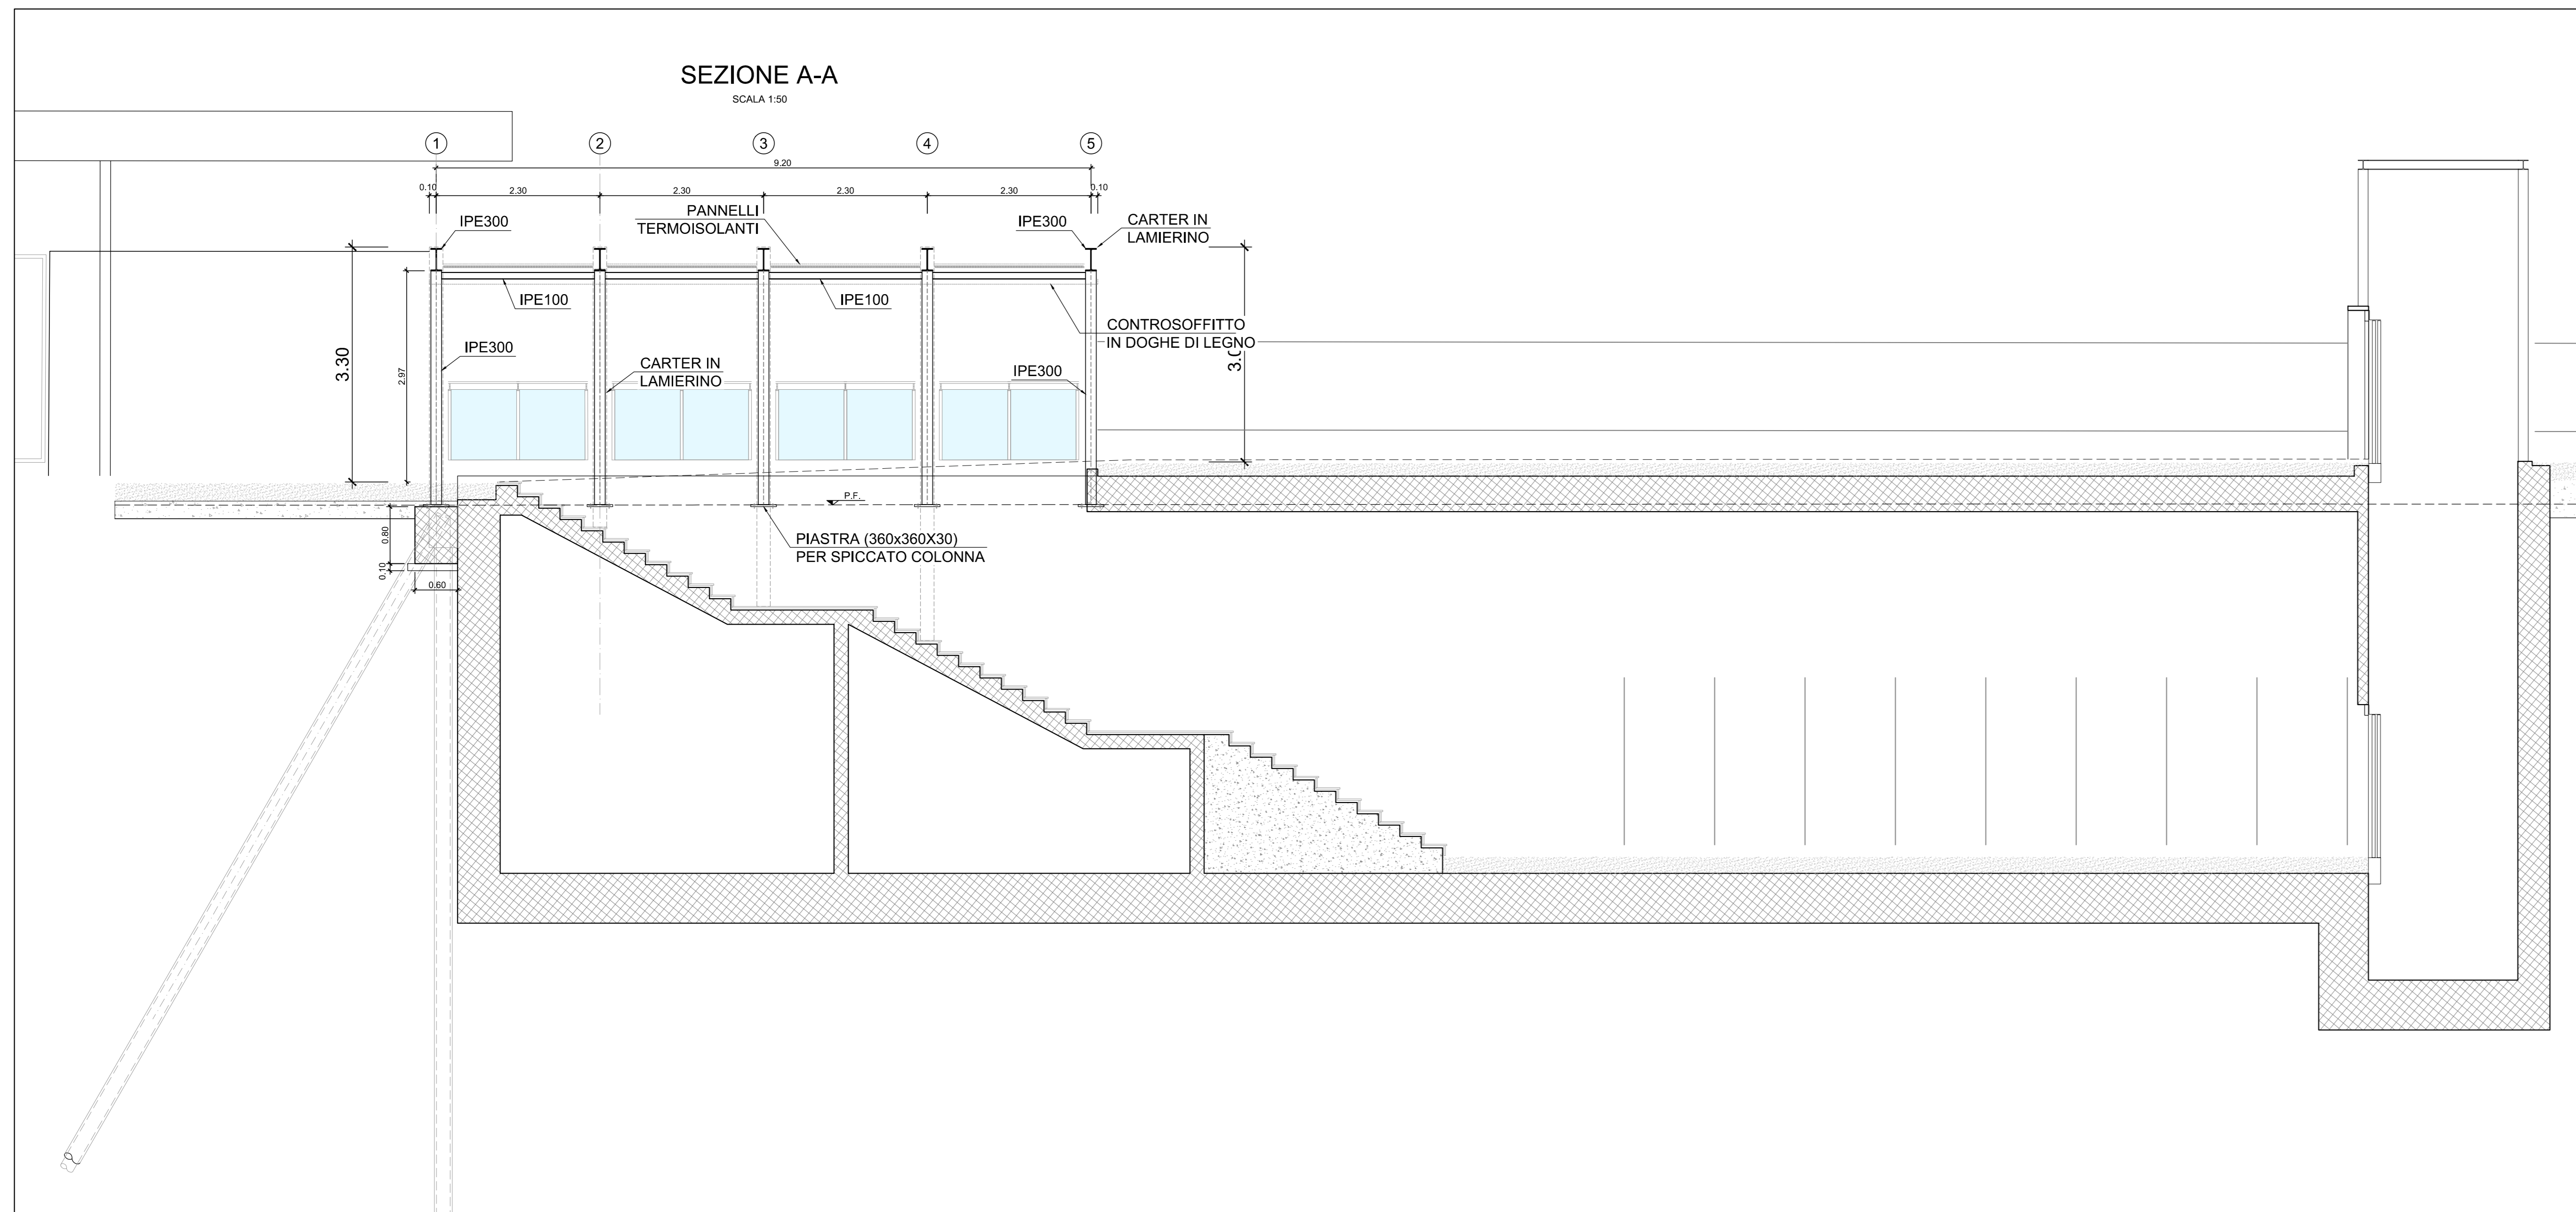 SEZIONE A-A
SCALA 1:50
1
2
3
4
5
9.20
0.10
2.30
2.30
2.30
2.30
0.10
IPE300
PANNELLI
TERMOISOLANTI
IPE300
CARTER IN
LAMIERINO
IPE100
IPE100
CONTROSOFFITTO
IN DOGHE DI LEGNO
3.30
2.97
IPE300
CARTER IN
LAMIERINO
IPE300
P.F.
PIASTRA (360x360X30)
PER SPICCATO COLONNA
0.80
0.10
0.60